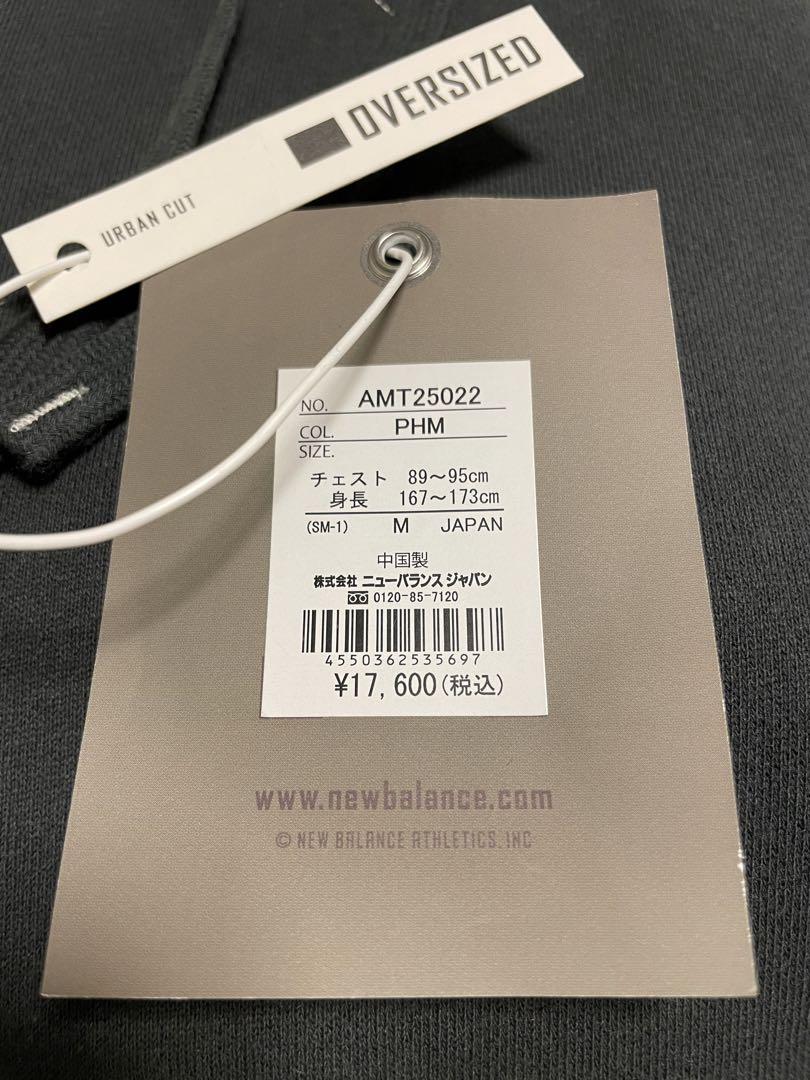 OVERSIZED
URBAN CUT
NO. AMT25022
COL. PHM
SIZE.
チェスト 89～95cm
身長 167～173cm
(SM-1) M JAPAN
中国製
株式会社 ニューバランス ジャパン
0120-85-7120
4550362535697
¥17,600(税込)
www.newbalance.com
© NEW BALANCE ATHLETICS, INC